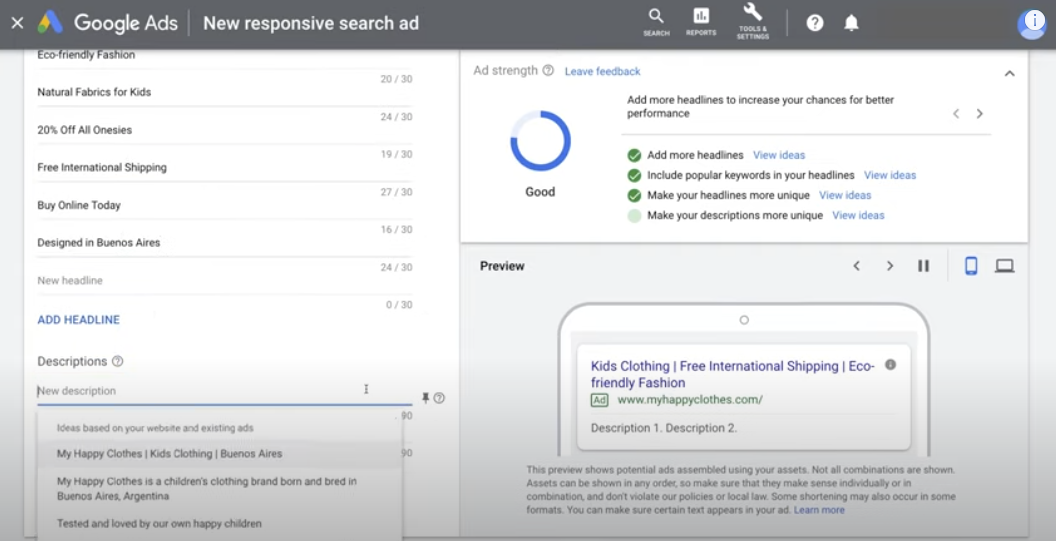 Google Ads
New responsive search ad
SEARCH
REPORTS
TOOLS &
SETTINGS
Eco-friendly Fashion
20 / 30
Natural Fabrics for Kids
24 / 30
20% Off All Onesies
19 / 30
Free International Shipping
27 / 30
Buy Online Today
16 / 30
Designed in Buenos Aires
24 / 30
New headline
0 / 30
ADD HEADLINE
Descriptions
New description
90
Ideas based on your website and existing ads
My Happy Clothes | Kids Clothing | Buenos Aires
90
My Happy Clothes is a children's clothing brand born and bred in
Buenos Aires, Argentina
Tested and loved by our own happy children
Ad strength
Leave feedback
Good
Add more headlines to increase your chances for better
performance
Add more headlines View ideas
Include popular keywords in your headlines View ideas
Make your headlines more unique View ideas
Make your descriptions more unique View ideas
Preview
Kids Clothing | Free International Shipping | Eco-
friendly Fashion
Ad www.myhappyclothes.com/
Description 1. Description 2.
This preview shows potential ads assembled using your assets. Not all combinations are shown.
Assets can be shown in any order, so make sure that they make sense individually or in
combination, and don't violate our policies or local law. Some shortening may also occur in some
formats. You can make sure certain text appears in your ad. Learn more